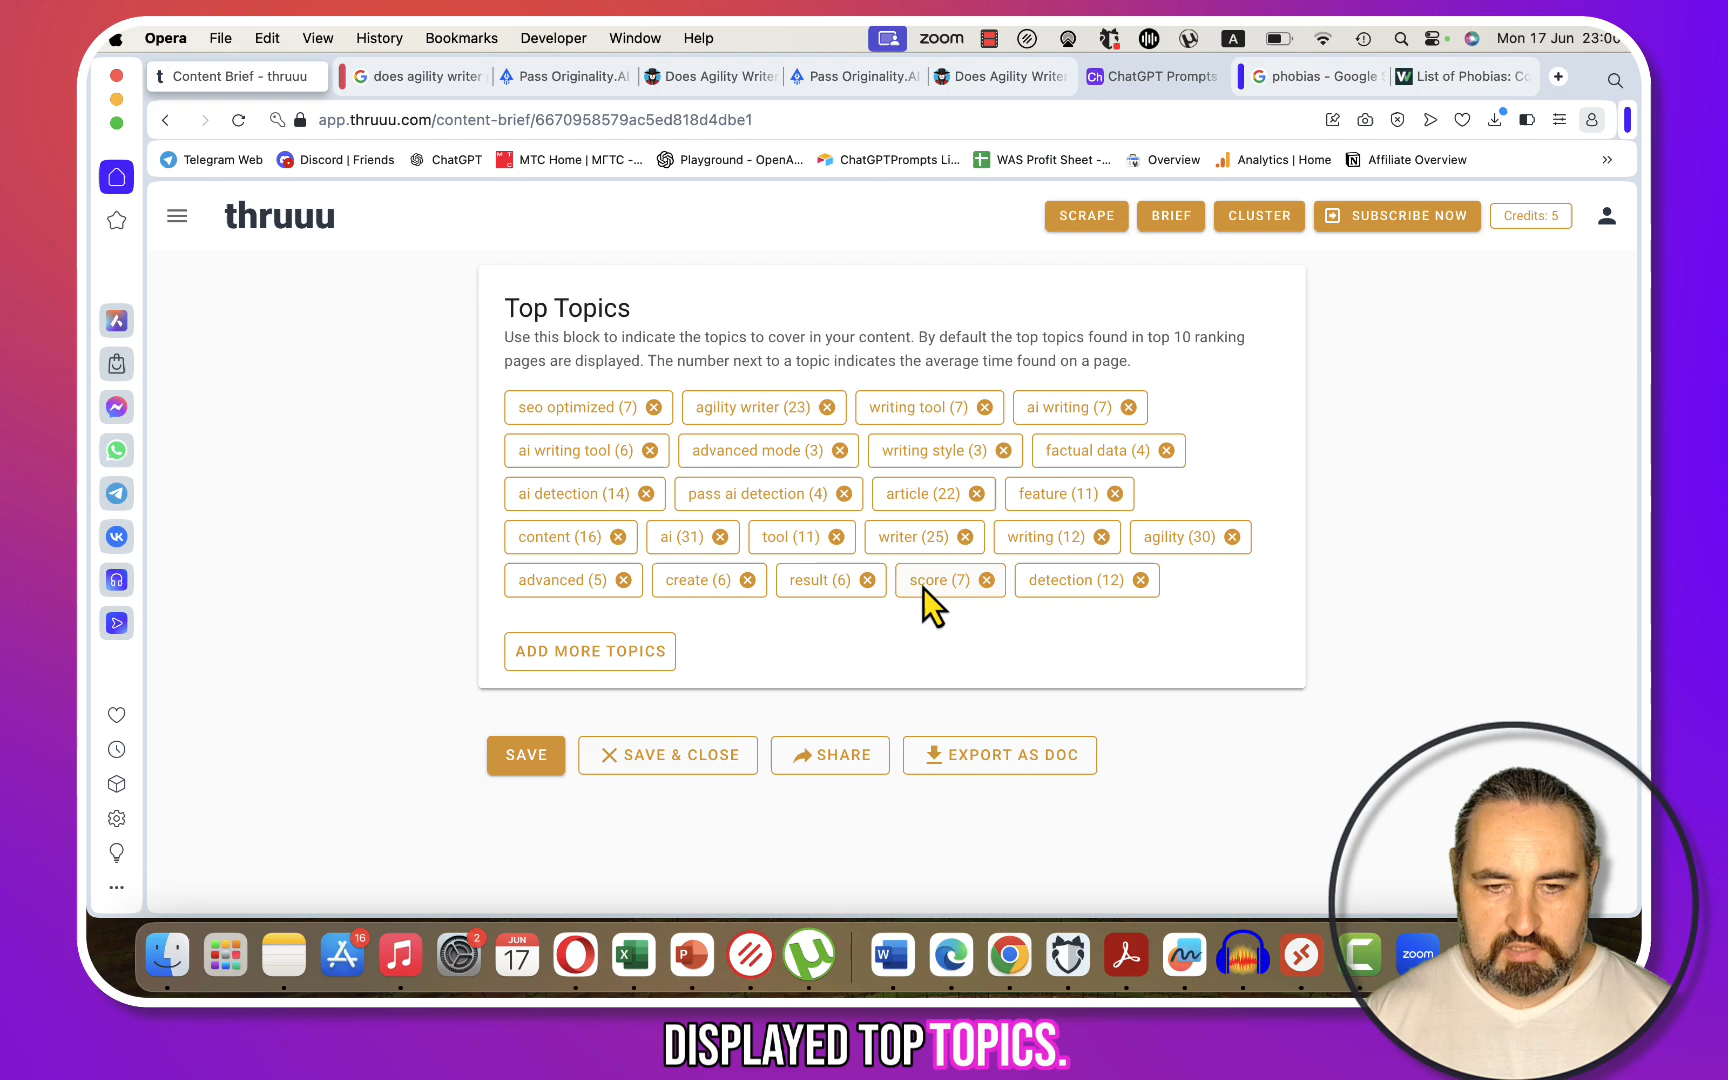 Opera File Edit View History Bookmarks Developer Window Help zoom A Mon 17 Jun 23:00
t Content Brief - thruuu does agility writer Pass Originality.AI Does Agility Writer Pass Originality.AI Does Agility Writer Ch ChatGPT Prompts phobias - Google S List of Phobias: Co
app.thruuu.com/content-brief/6670958579ac5ed818d4dbe1
Telegram Web Discord | Friends ChatGPT MTC Home | МГТС -... Playground - OpenA... ChatGPTPrompts Li... WAS Profit Sheet -... Overview Analytics | Home Affiliate Overview »
thruuu SCRAPE BRIEF CLUSTER SUBSCRIBE NOW Credits: 5
Top Topics
Use this block to indicate the topics to cover in your content. By default the top topics found in top 10 ranking
pages are displayed. The number next to a topic indicates the average time found on a page.
seo optimized (7) agility writer (23) writing tool (7) ai writing (7)
ai writing tool (6) advanced mode (3) writing style (3) factual data (4)
ai detection (14) pass ai detection (4) article (22) feature (11)
content (16) ai (31) tool (11) writer (25) writing (12) agility (30)
advanced (5) create (6) result (6) score (7) detection (12)
ADD MORE TOPICS
SAVE SAVE & CLOSE SHARE EXPORT AS DOC
16 2 JUN
17 zoom
DISPLAYED TOP TOPICS.